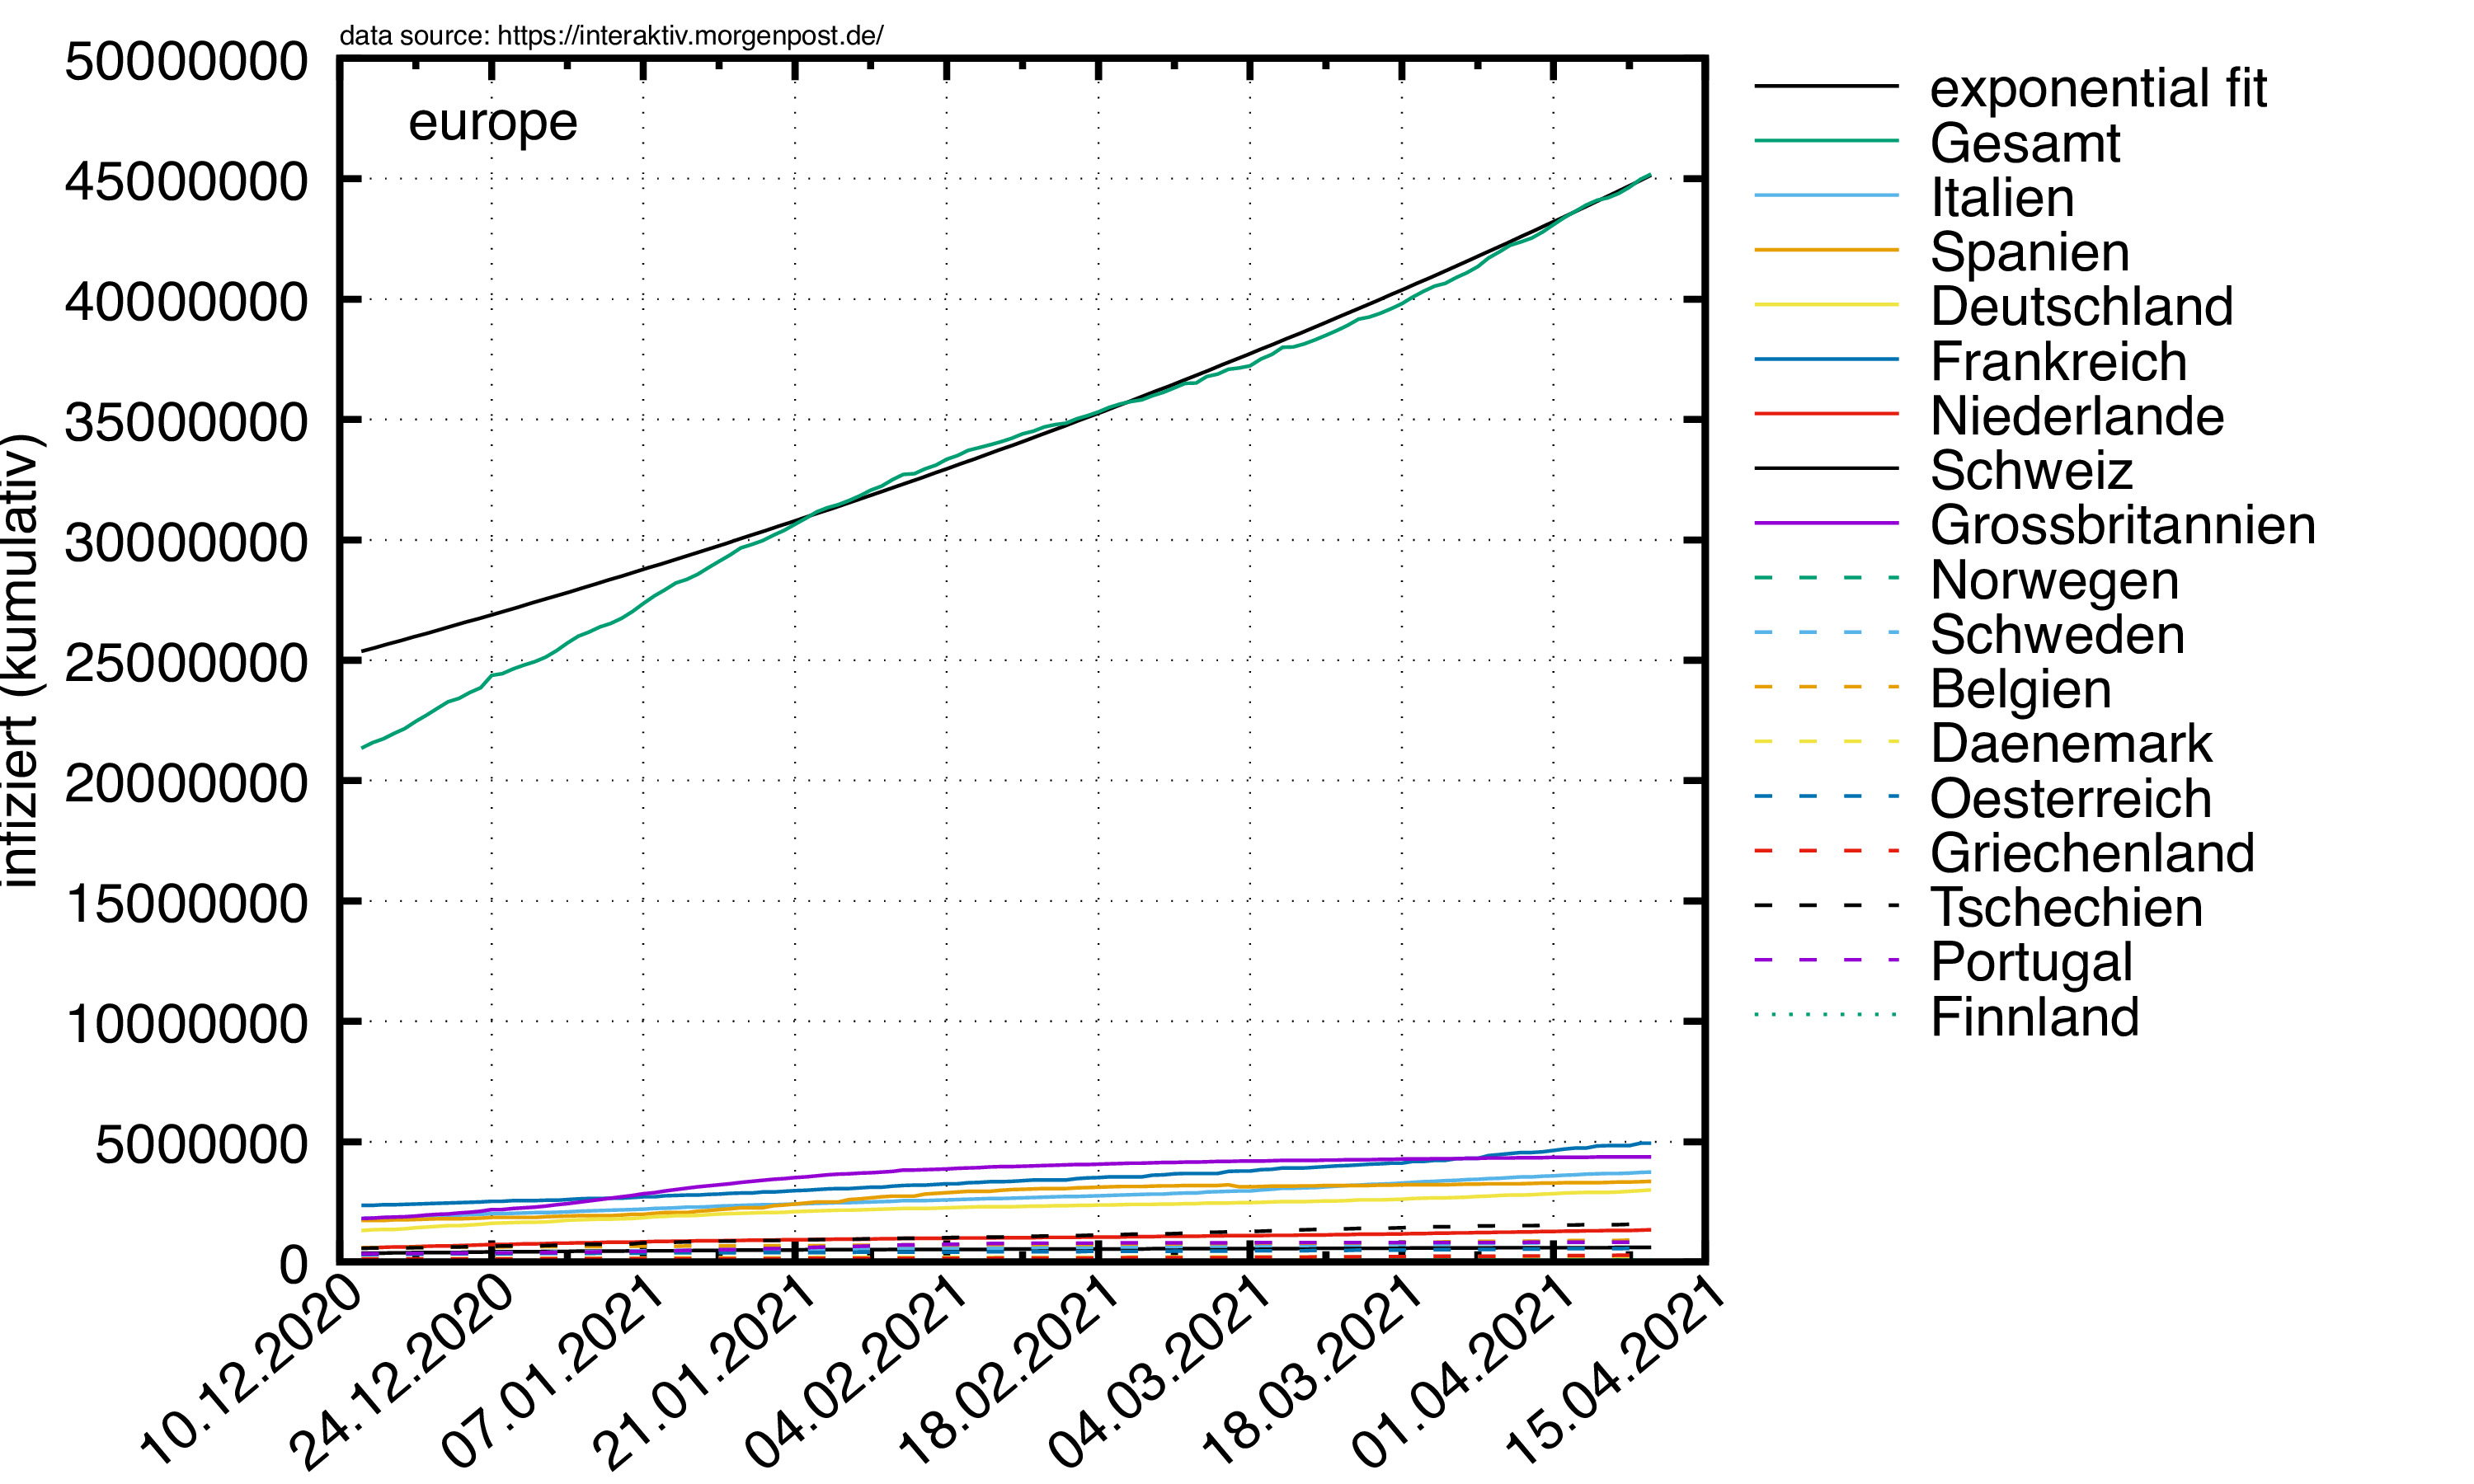 data source: https://interaktiv.morgenpost.de/
europe
infiziert (kumulativ)
50000000
45000000
40000000
35000000
30000000
25000000
20000000
15000000
10000000
5000000
0
10.12.2020
24.12.2020
07.01.2021
21.01.2021
04.02.2021
18.02.2021
04.03.2021
18.03.2021
01.04.2021
15.04.2021
exponential fit
Gesamt
Italien
Spanien
Deutschland
Frankreich
Niederlande
Schweiz
Grossbritannien
Norwegen
Schweden
Belgien
Daenemark
Oesterreich
Griechenland
Tschechien
Portugal
Finnland